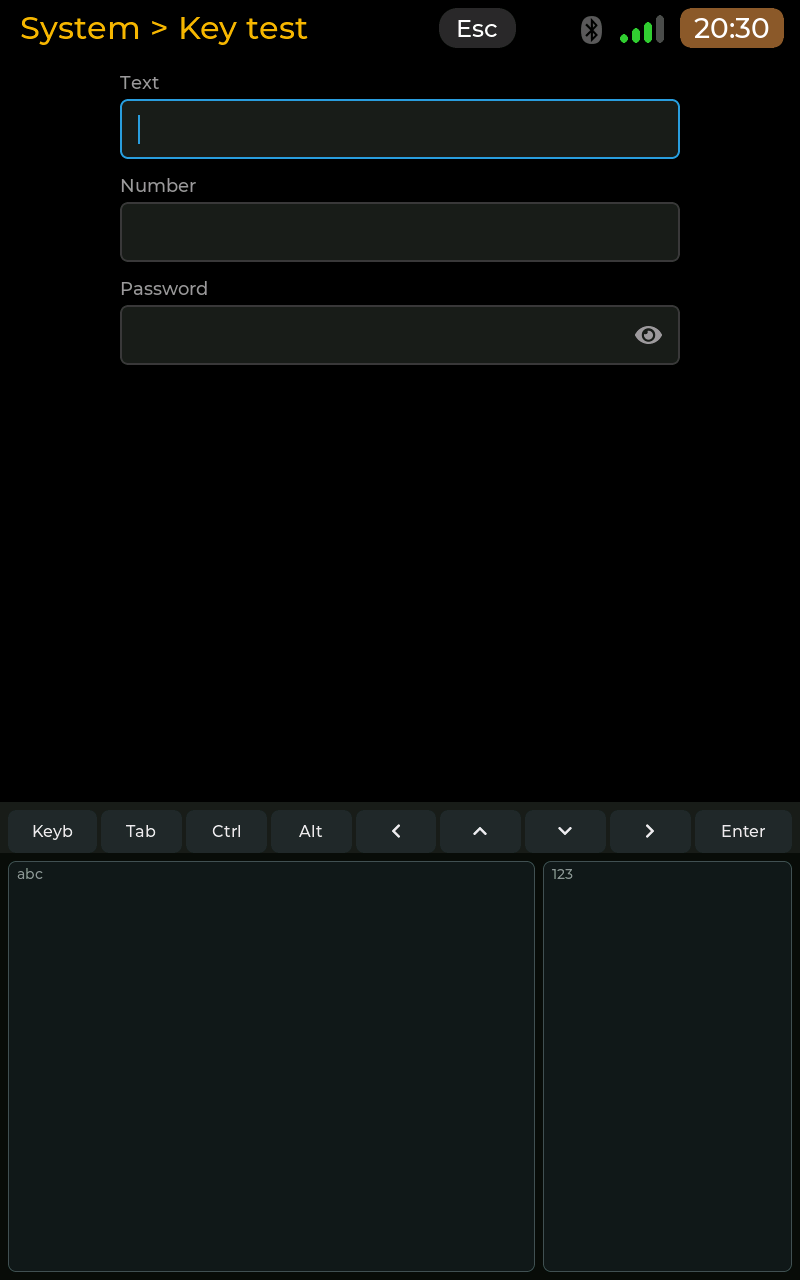 System > Key test Esc 20:30
Text
Number
Password
Keyb Tab Ctrl Alt Enter
abc 123